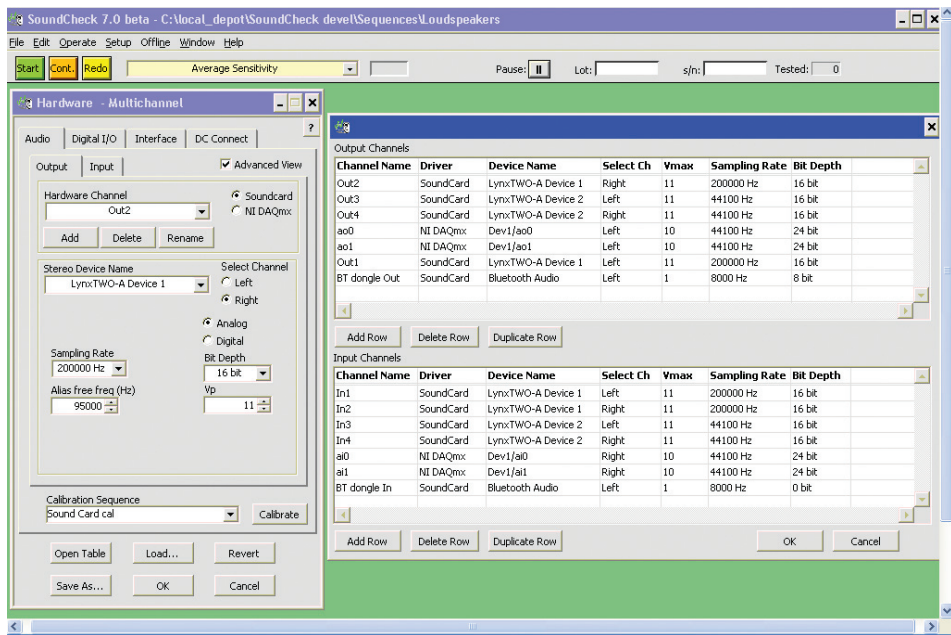 SoundCheck 7.0 beta - C:\local_depot\SoundCheck devel\Sequences\Loudspeakers
File Edit Operate Setup Offline Window Help
Start Cont. Redo Average Sensitivity Pause: Lot: s/n: Tested: 0
Hardware - Multichannel
?
Audio Digital I/O Interface DC Connect
Output Input Advanced View
Hardware Channel Soundcard
Out2 NI DAQmx
Add Delete Rename
Stereo Device Name Select Channel
LynxTWO-A Device 1 Left
Right
Analog
Digital
Sampling Rate Bit Depth
200000 Hz 16 bit
Alias free freq (Hz) Vp
95000 11
Calibration Sequence
Sound Card cal Calibrate
Open Table Load... Revert
Save As... OK Cancel
Output Channels
Channel Name Driver Device Name Select Ch Vmax Sampling Rate Bit Depth
Out2 SoundCard LynxTWO-A Device 1 Right 11 200000 Hz 16 bit
Out3 SoundCard LynxTWO-A Device 2 Left 11 44100 Hz 16 bit
Out4 SoundCard LynxTWO-A Device 2 Right 11 44100 Hz 16 bit
ao0 NI DAQmx Dev1/ao0 Left 10 44100 Hz 24 bit
ao1 NI DAQmx Dev1/ao1 Left 10 44100 Hz 24 bit
Out1 SoundCard LynxTWO-A Device 1 Left 11 200000 Hz 16 bit
BT dongle Out SoundCard Bluetooth Audio Left 1 8000 Hz 8 bit
Add Row Delete Row Duplicate Row
Input Channels
Channel Name Driver Device Name Select Ch Vmax Sampling Rate Bit Depth
In1 SoundCard LynxTWO-A Device 1 Left 11 200000 Hz 16 bit
In2 SoundCard LynxTWO-A Device 1 Right 11 200000 Hz 16 bit
In3 SoundCard LynxTWO-A Device 2 Left 11 44100 Hz 16 bit
In4 SoundCard LynxTWO-A Device 2 Right 11 44100 Hz 16 bit
ai0 NI DAQmx Dev1/ai0 Right 10 44100 Hz 24 bit
ai1 NI DAQmx Dev1/ai1 Right 10 44100 Hz 24 bit
BT dongle In SoundCard Bluetooth Audio Left 1 8000 Hz 0 bit
Add Row Delete Row Duplicate Row OK Cancel